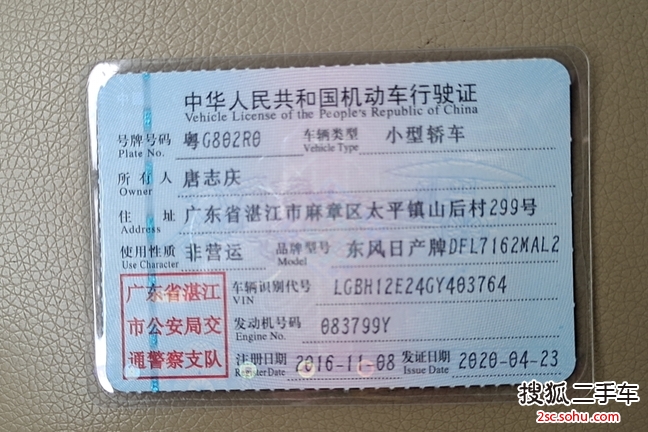 中华人民共和国机动车行驶证
Vehicle License of the People's Republic of China
号牌号码 粤G802R0 车辆类型 小型轿车
Plate No. Vehicle Type
所有人 唐志庆
Owner
住址 广东省湛江市麻章区太平镇山后村299号
Address
使用性质 非营运 品牌型号 东风日产牌DFL7162MAL2
Use Character Model
广东省湛江
市公安局交
通警察支队
车辆识别代号 LGBH12E24GY403764
VIN
发动机号码 083799Y
Engine No.
注册日期 2016-11-08 发证日期 2020-04-23
Register Date Issue Date
搜狐二手车
2sc.sohu.com